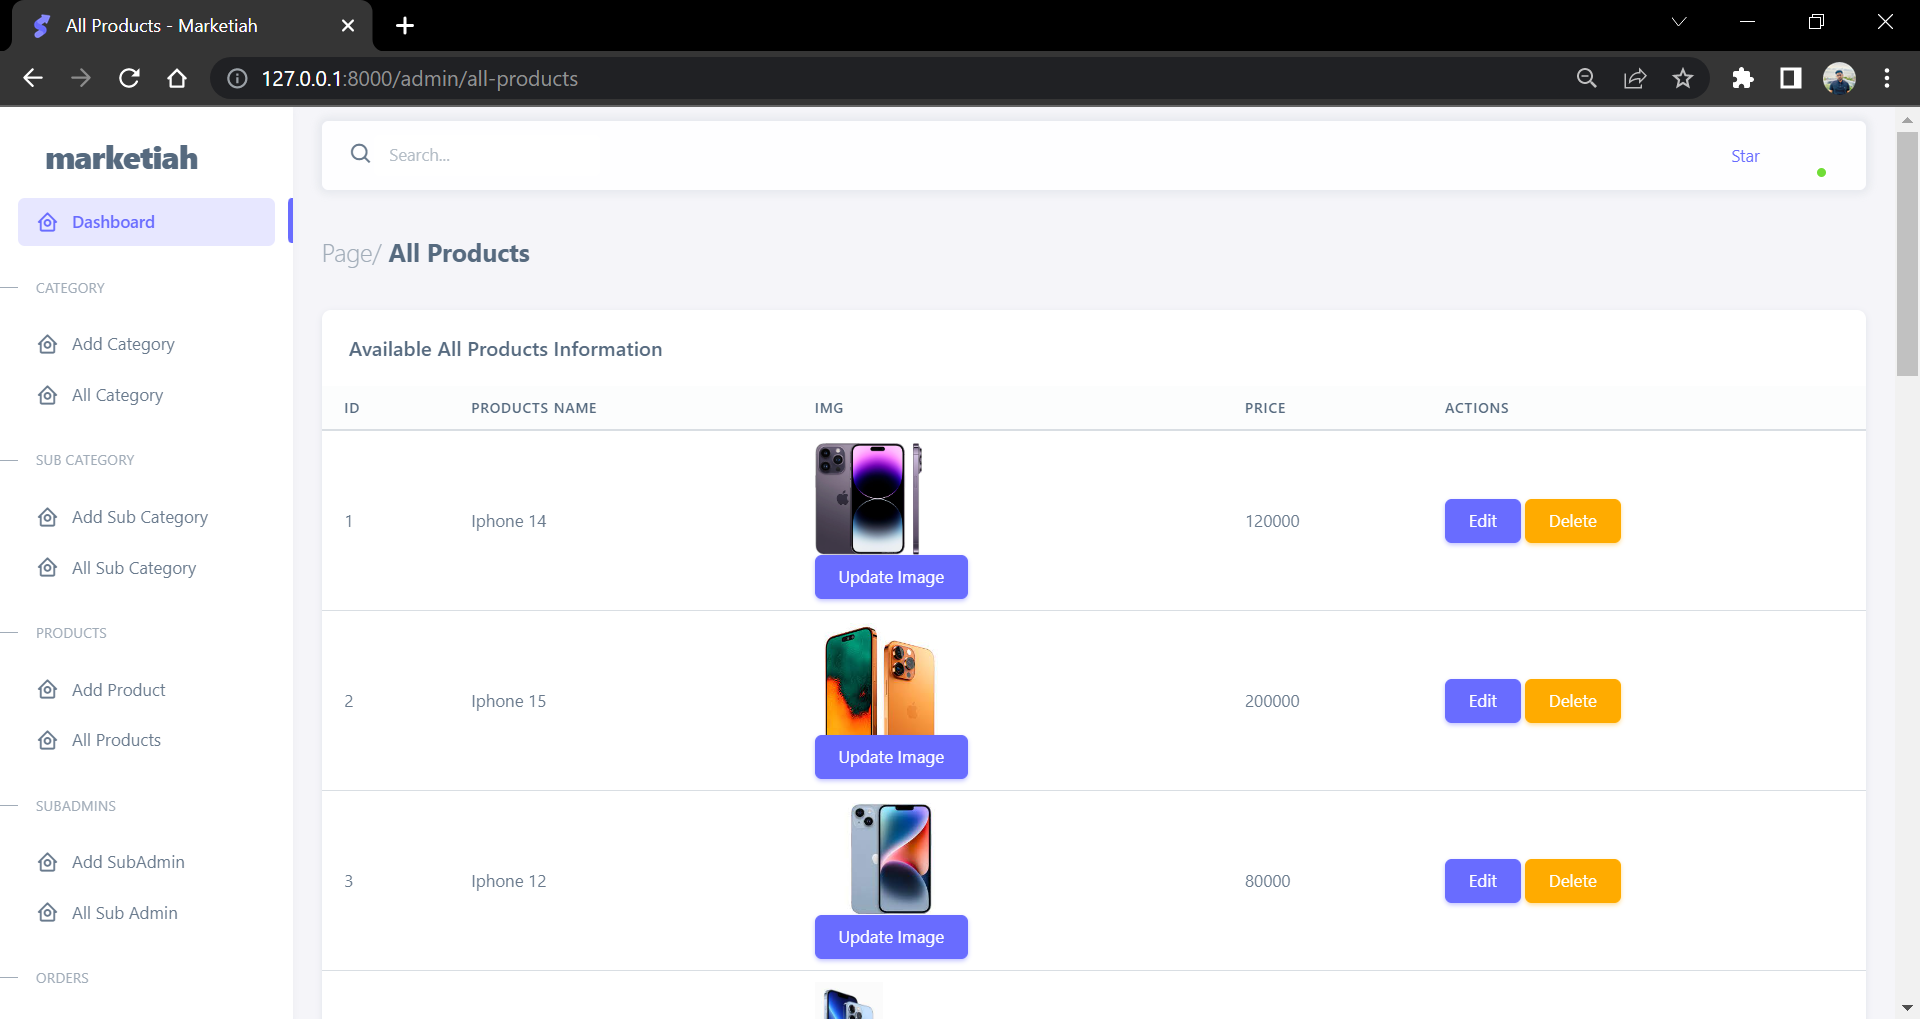 All Products - Marketiah
127.0.0.1:8000/admin/all-products
marketiah
Dashboard
CATEGORY
Add Category
All Category
SUB CATEGORY
Add Sub Category
All Sub Category
PRODUCTS
Add Product
All Products
SUBADMINS
Add SubAdmin
All Sub Admin
ORDERS
Search...
Star
Page/ All Products
Available All Products Information
ID PRODUCTS NAME IMG PRICE ACTIONS
1 Iphone 14 120000 Edit Delete
Update Image
2 Iphone 15 200000 Edit Delete
Update Image
3 Iphone 12 80000 Edit Delete
Update Image